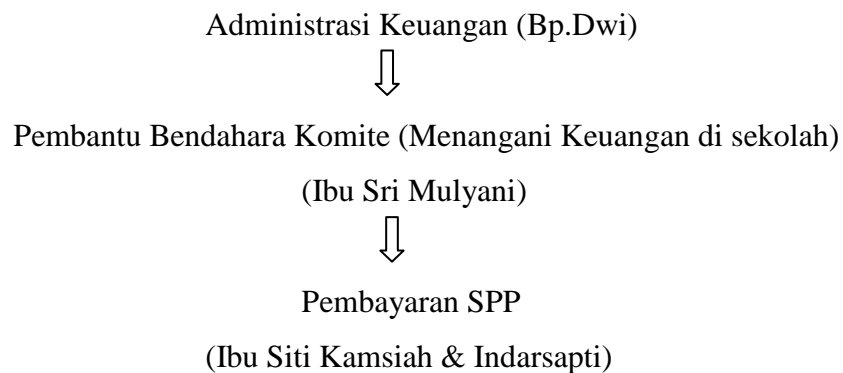 Administrasi Keuangan (Bp.Dwi)
Pembantu Bendahara Komite (Menangani Keuangan di sekolah)
(Ibu Sri Mulyani)
Pembayaran SPP
(Ibu Siti Kamsiah & Indarsapti)